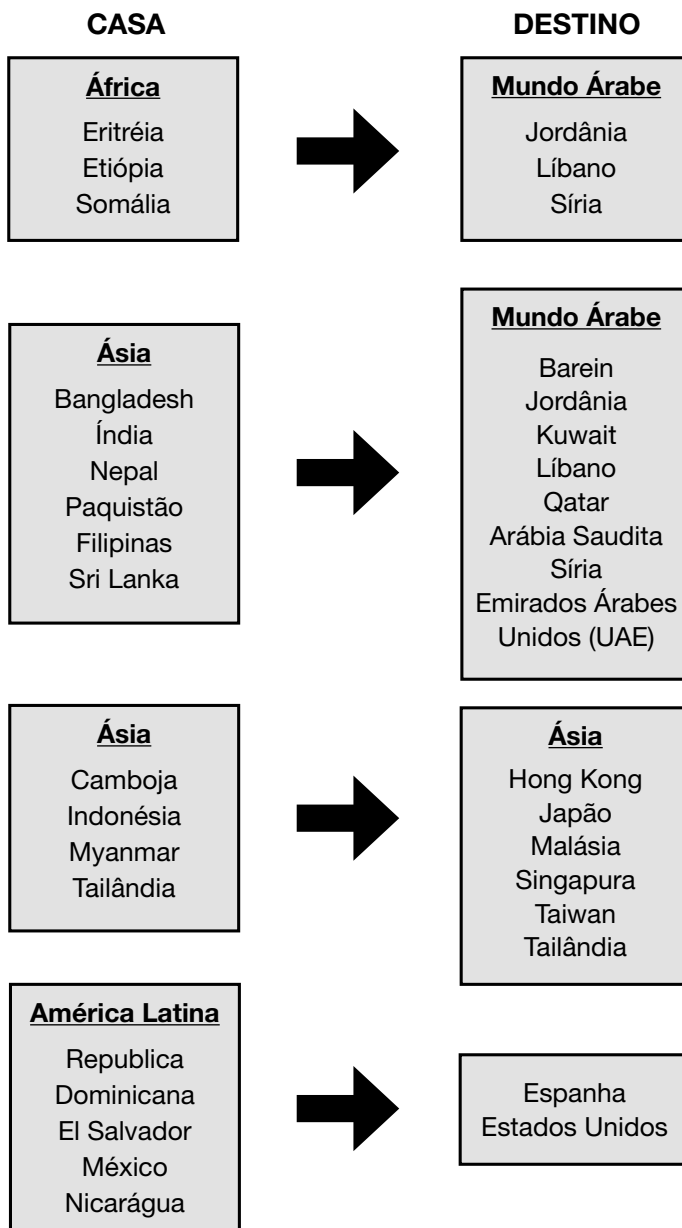 CASA
DESTINO
África
Eritréia
Etiópia
Somália
Mundo Árabe
Jordânia
Líbano
Síria
Ásia
Bangladesh
Índia
Nepal
Paquistão
Filipinas
Sri Lanka
Mundo Árabe
Barein
Jordânia
Kuwait
Líbano
Qatar
Arábia Saudita
Síria
Emirados Árabes
Unidos (UAE)
Ásia
Camboja
Indonésia
Myanmar
Tailândia
Ásia
Hong Kong
Japão
Malásia
Singapura
Taiwan
Tailândia
América Latina
Republica
Dominicana
El Salvador
México
Nicarágua
Espanha
Estados Unidos